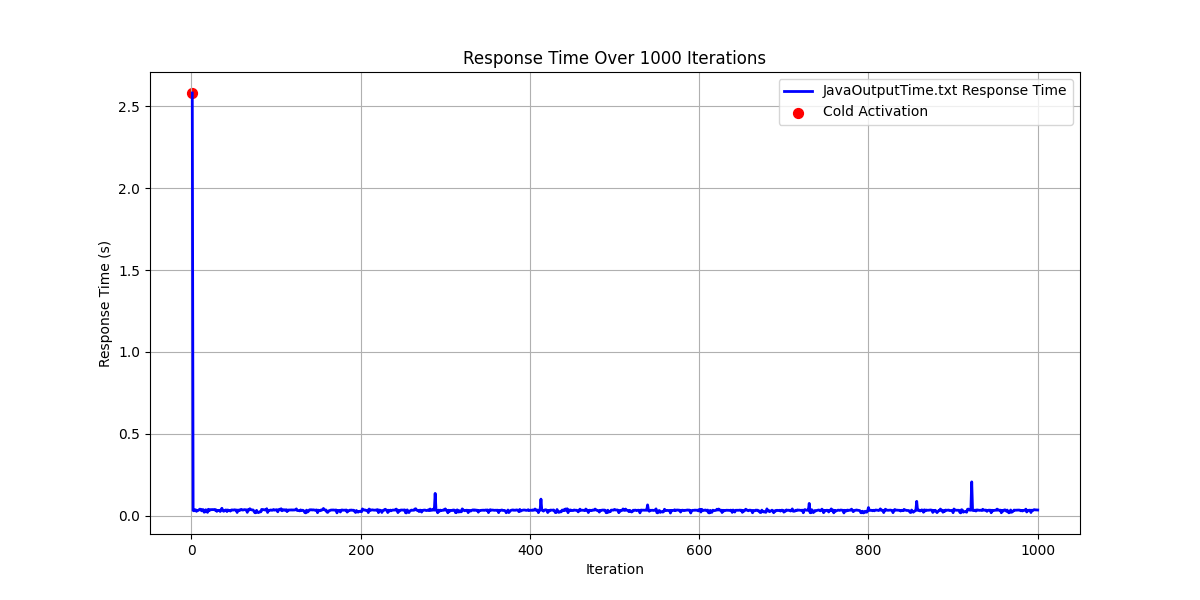 Response Time Over 1000 Iterations
JavaOutputTime.txt Response Time
Cold Activation
2.5
2.0
1.5
1.0
0.5
0.0
Response Time (s)
0 200 400 600 800 1000
Iteration